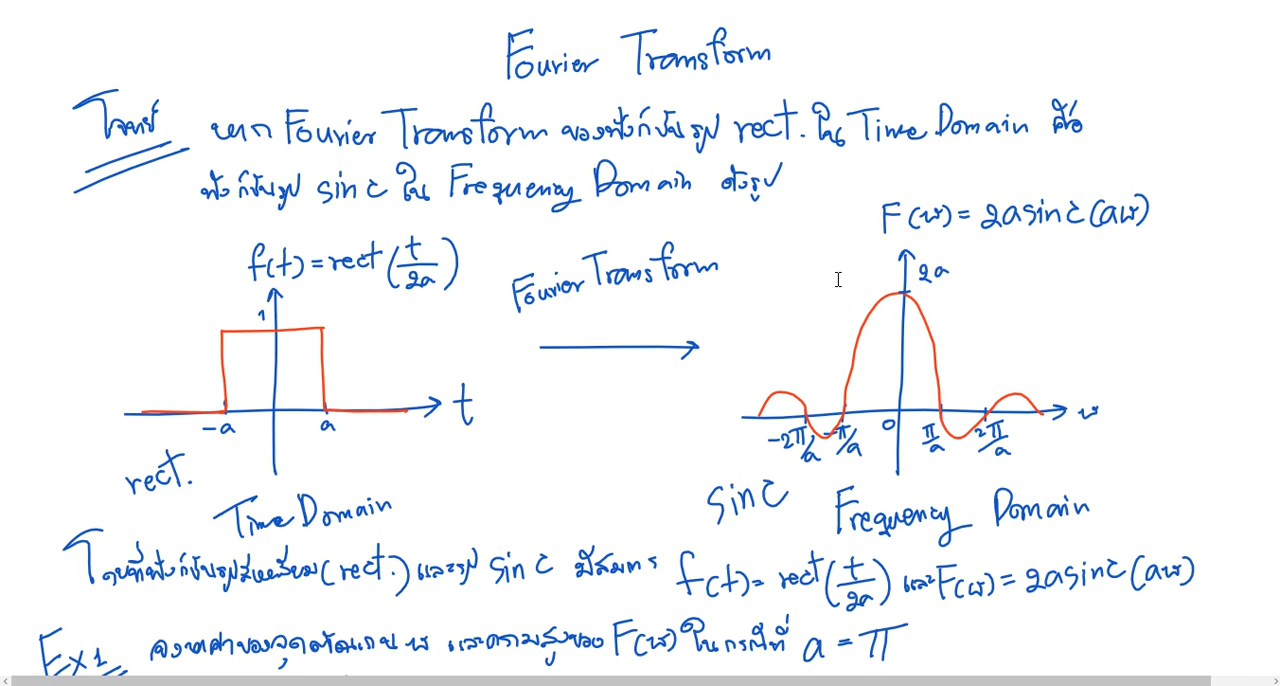 Fourier Transform
โจทย์ หาก Fourier Transform ของฟังก์ชันรูป rect. ใน Time Domain คือ
ฟังก์ชันรูป sinc ใน Frequency Domain ดังรูป
F(w) = 2asinc(aw)
f(t) = rect(t/2a)
Fourier Transform
2a
1
t
w
-a
a
-2π/a
-π/a
0
π/a
2π/a
rect.
Time Domain
sinc
Frequency Domain
โดยที่ฟังก์ชันรูปสี่เหลี่ยม(rect.) และรูป sinc มีสมการ f(t) = rect(t/2a) และ F(w) = 2asinc(aw)
Ex1 จงหาค่าของจุดตัดแกน w และความสูงของ F(w) ในกรณีที่ a = π